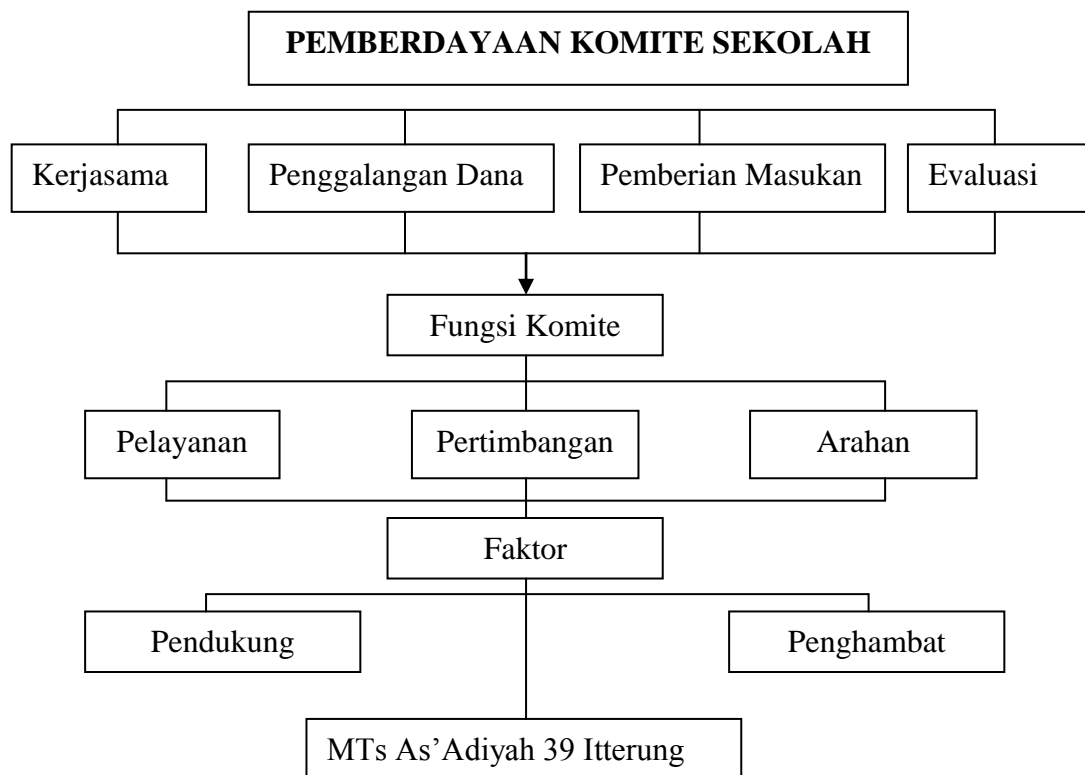 PEMBERDAYAAN KOMITE SEKOLAH
Kerjasama
Penggalangan Dana
Pemberian Masukan
Evaluasi
Fungsi Komite
Pelayanan
Pertimbangan
Arahan
Faktor
Pendukung
Penghambat
MTs As’Adiyah 39 Itterung